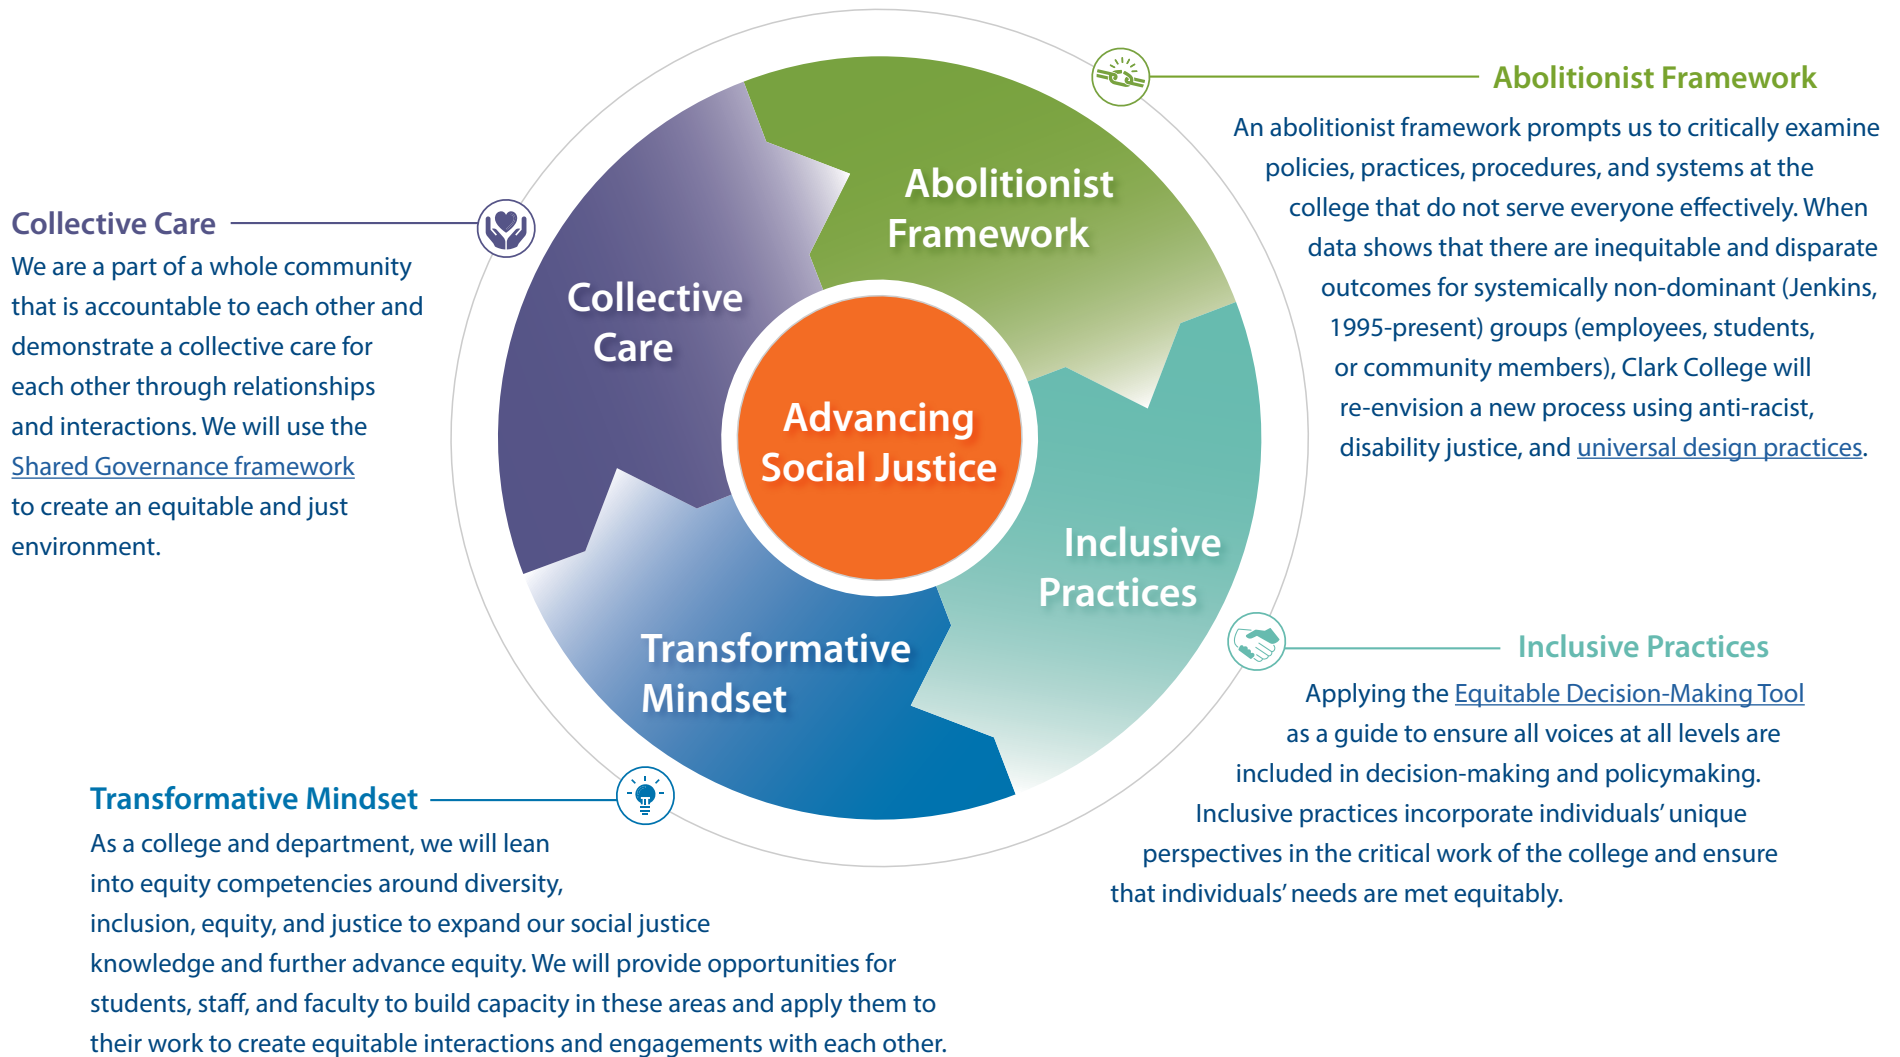 Abolitionist Framework
An abolitionist framework prompts us to critically examine
policies, practices, procedures, and systems at the
college that do not serve everyone effectively. When
data shows that there are inequitable and disparate
outcomes for systemically non-dominant (Jenkins,
1995-present) groups (employees, students,
or community members), Clark College will
re-envision a new process using anti-racist,
disability justice, and universal design practices.
Collective Care
We are a part of a whole community
that is accountable to each other and
demonstrate a collective care for
each other through relationships
and interactions. We will use the
Shared Governance framework
to create an equitable and just
environment.
Abolitionist
Framework
Collective
Care
Advancing
Social Justice
Inclusive
Practices
Transformative
Mindset
Inclusive Practices
Applying the Equitable Decision-Making Tool
as a guide to ensure all voices at all levels are
included in decision-making and policymaking.
Inclusive practices incorporate individuals’ unique
perspectives in the critical work of the college and ensure
that individuals’ needs are met equitably.
Transformative Mindset
As a college and department, we will lean
into equity competencies around diversity,
inclusion, equity, and justice to expand our social justice
knowledge and further advance equity. We will provide opportunities for
students, staff, and faculty to build capacity in these areas and apply them to
their work to create equitable interactions and engagements with each other.